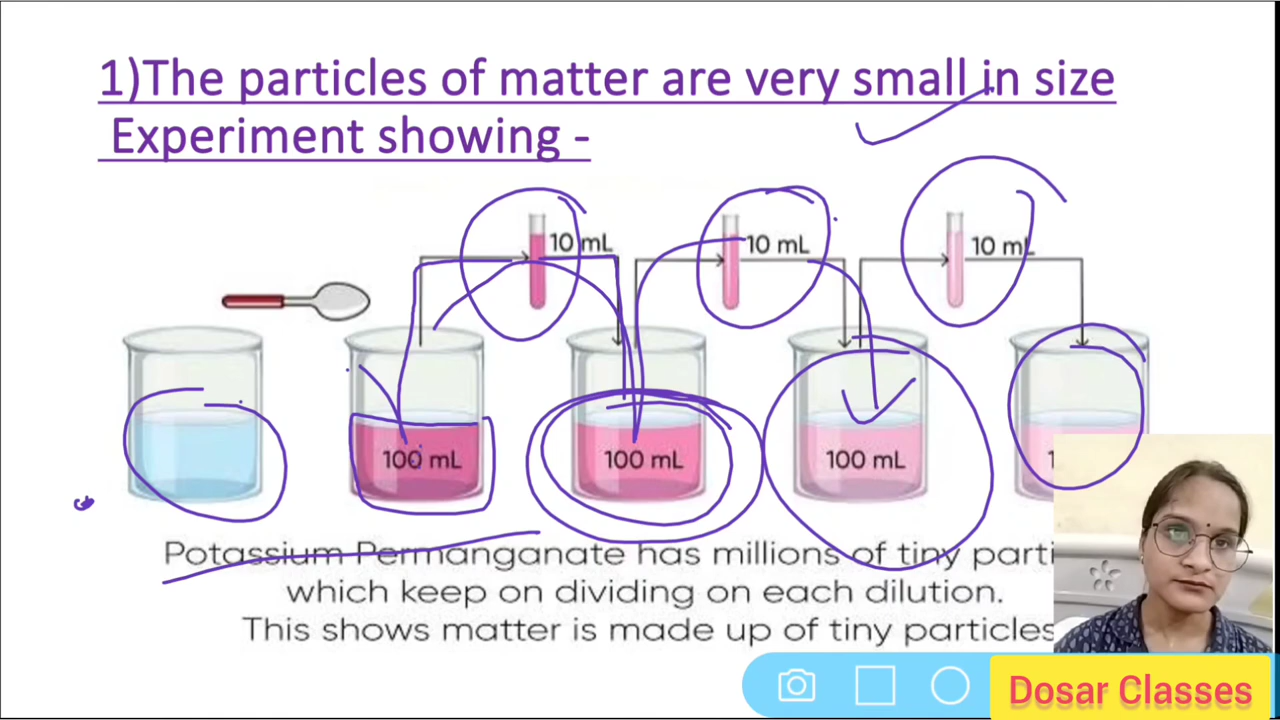 1)The particles of matter are very small in size
Experiment showing -
10 mL
10 mL
10 mL
100 mL
100 mL
100 mL
1
Potassium Permanganate has millions of tiny parti
which keep on dividing on each dilution.
This shows matter is made up of tiny particles
Dosar Classes